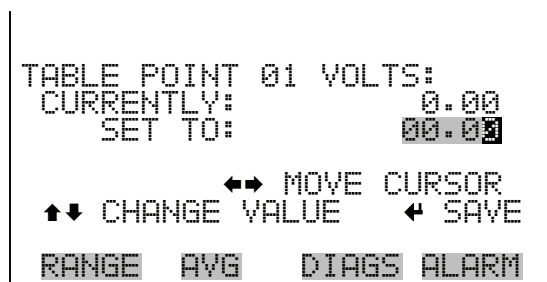 TABLE POINT 01 VOLTS:
CURRENTLY: 0.00
SET TO: 00.00
←→ MOVE CURSOR
↑↓ CHANGE VALUE ↵ SAVE
RANGE AVG DIAGS ALARM